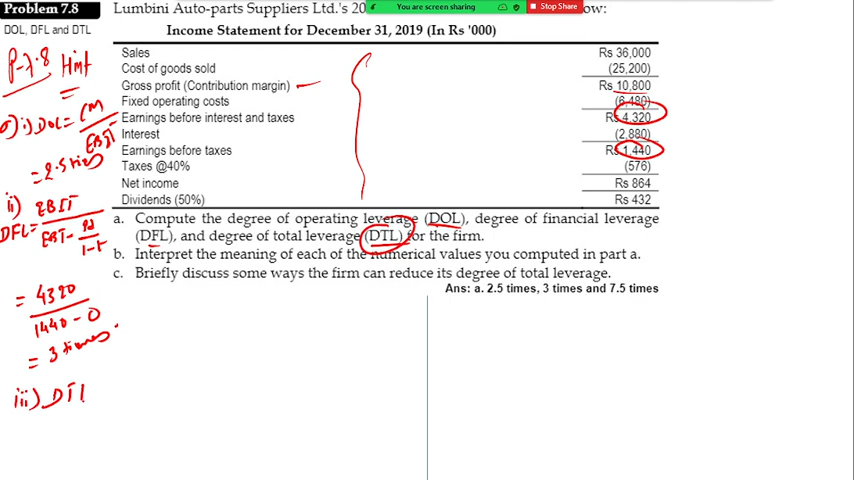 Problem 7.8
DOL, DFL and DTL
Lumbini Auto-parts Suppliers Ltd.'s 20
You are screen sharing
Stop Share
ow:
Income Statement for December 31, 2019 (In Rs '000)
Sales Rs 36,000
Cost of goods sold (25,200)
Gross profit (Contribution margin) Rs 10,800
Fixed operating costs (6,480)
Earnings before interest and taxes Rs 4,320
Interest (2,880)
Earnings before taxes Rs 1,440
Taxes @40% (576)
Net income Rs 864
Dividends (50%) Rs 432
a. Compute the degree of operating leverage (DOL), degree of financial leverage
(DFL), and degree of total leverage (DTL) for the firm.
b. Interpret the meaning of each of the numerical values you computed in part a.
c. Briefly discuss some ways the firm can reduce its degree of total leverage.
Ans: a. 2.5 times, 3 times and 7.5 times
P-7.8 Hint
a) i) DOL = CM
EBIT
= 2.5 times
ii) EBIT
DFL =
EBIT - Pd
1-t
= 4320
1440 - 0
= 3 times
iii) DTL